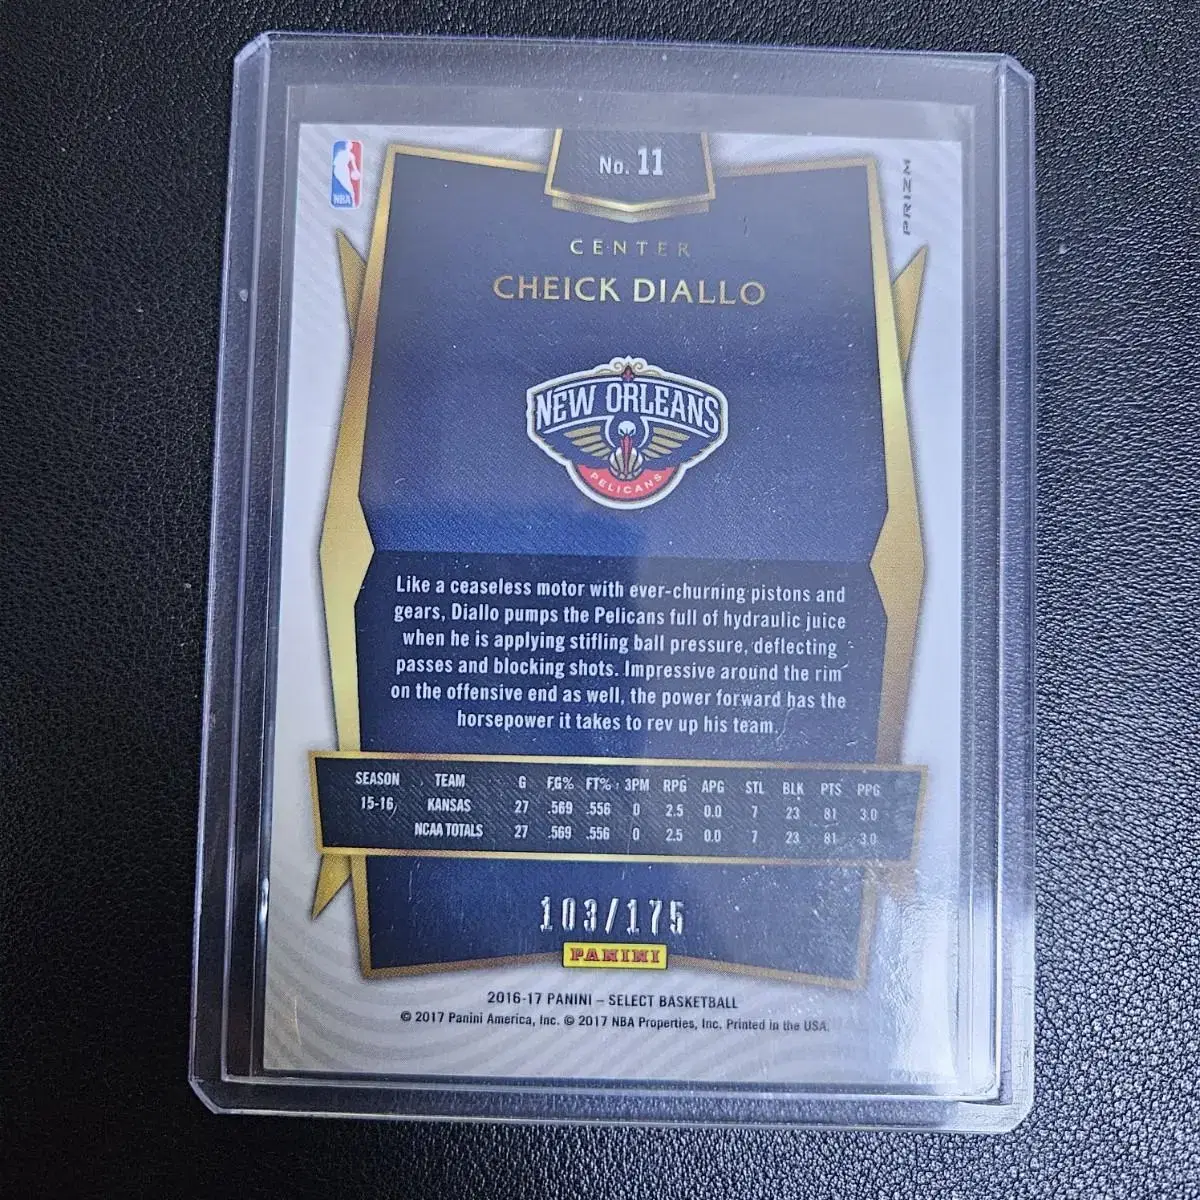 No. 11
NBA
PRIZM
CENTER
CHEICK DIALLO
NEW ORLEANS
PELICANS
Like a ceaseless motor with ever-churning pistons and
gears, Diallo pumps the Pelicans full of hydraulic juice
when he is applying stifling ball pressure, deflecting
passes and blocking shots. Impressive around the rim
on the offensive end as well, the power forward has the
horsepower it takes to rev up his team.
SEASON TEAM G FG% FT% 3PM RPG APG STL BLK PTS PPG
15-16 KANSAS 27 .569 .556 0 2.5 0.0 7 23 81 3.0
NCAA TOTALS 27 .569 .556 0 2.5 0.0 7 23 81 3.0
103/175
PANINI
2016-17 PANINI – SELECT BASKETBALL
© 2017 Panini America, Inc. © 2017 NBA Properties, Inc. Printed in the USA.